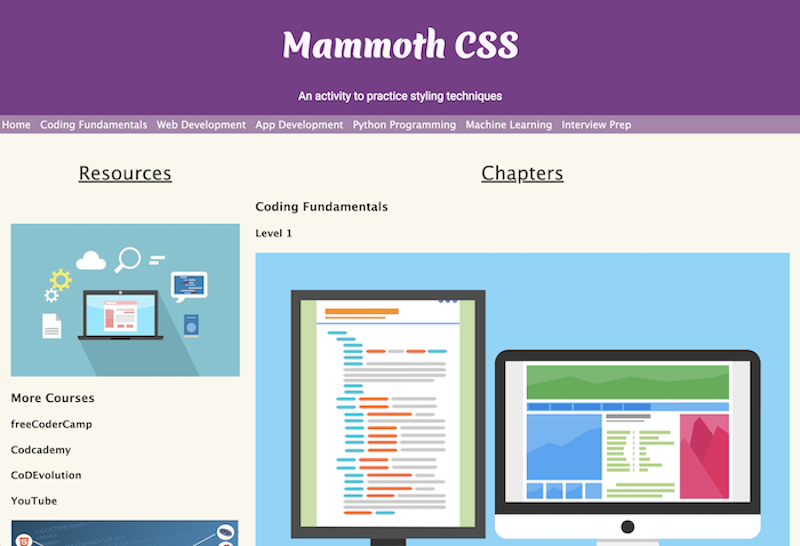 Mammoth CSS
An activity to practice styling techniques
Home Coding Fundamentals Web Development App Development Python Programming Machine Learning Interview Prep
Resources
More Courses
freeCoderCamp
Codcademy
CoDEvolution
YouTube
Chapters
Coding Fundamentals
Level 1